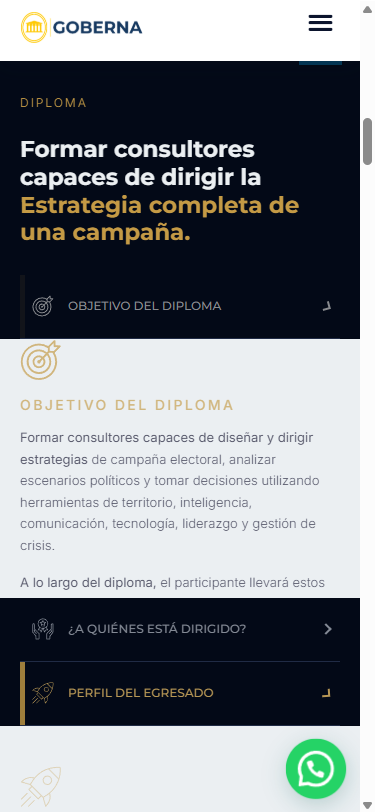 GOBERNA
DIPLOMA
Formar consultores
capaces de dirigir la
Estrategia completa de
una campaña.
OBJETIVO DEL DIPLOMA
OBJETIVO DEL DIPLOMA
Formar consultores capaces de diseñar y dirigir
estrategias de campaña electoral, analizar
escenarios políticos y tomar decisiones utilizando
herramientas de territorio, inteligencia,
comunicación, tecnología, liderazgo y gestión de
crisis.
A lo largo del diploma, el participante llevará estos
¿A QUIÉNES ESTÁ DIRIGIDO?
PERFIL DEL EGRESADO